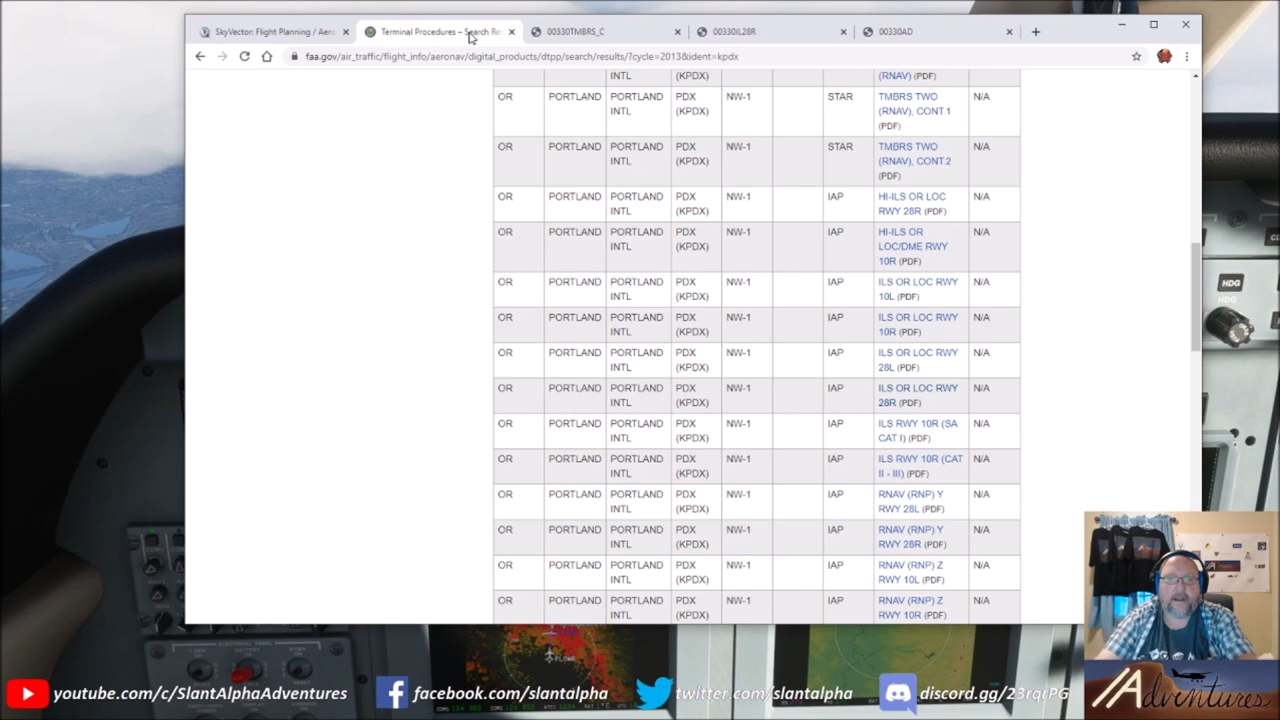 SkyVector: Flight Planning / Aero
Terminal Procedures – Search Re
00330TMBRS_C
00330IL28R
00330AD
faa.gov/air_traffic/flight_info/aeronav/digital_products/dtpp/search/results/?cycle=2013&ident=kpdx
INTL (KPDX) (RNAV) (PDF)
OR PORTLAND PORTLAND PDX NW-1 STAR TMBRS TWO N/A
INTL (KPDX) (RNAV), CONT.1
(PDF)
OR PORTLAND PORTLAND PDX NW-1 STAR TMBRS TWO N/A
INTL (KPDX) (RNAV), CONT.2
(PDF)
OR PORTLAND PORTLAND PDX NW-1 IAP HI-ILS OR LOC N/A
INTL (KPDX) RWY 28R (PDF)
OR PORTLAND PORTLAND PDX NW-1 IAP HI-ILS OR N/A
INTL (KPDX) LOC/DME RWY
10R (PDF)
OR PORTLAND PORTLAND PDX NW-1 IAP ILS OR LOC RWY N/A
INTL (KPDX) 10L (PDF)
OR PORTLAND PORTLAND PDX NW-1 IAP ILS OR LOC RWY N/A
INTL (KPDX) 10R (PDF)
OR PORTLAND PORTLAND PDX NW-1 IAP ILS OR LOC RWY N/A
INTL (KPDX) 28L (PDF)
OR PORTLAND PORTLAND PDX NW-1 IAP ILS OR LOC RWY N/A
INTL (KPDX) 28R (PDF)
OR PORTLAND PORTLAND PDX NW-1 IAP ILS RWY 10R (SA N/A
INTL (KPDX) CAT I) (PDF)
OR PORTLAND PORTLAND PDX NW-1 IAP ILS RWY 10R (CAT N/A
INTL (KPDX) II - III) (PDF)
OR PORTLAND PORTLAND PDX NW-1 IAP RNAV (RNP) Y N/A
INTL (KPDX) RWY 28L (PDF)
OR PORTLAND PORTLAND PDX NW-1 IAP RNAV (RNP) Y N/A
INTL (KPDX) RWY 28R (PDF)
OR PORTLAND PORTLAND PDX NW-1 IAP RNAV (RNP) Z N/A
INTL (KPDX) RWY 10L (PDF)
OR PORTLAND PORTLAND PDX NW-1 IAP RNAV (RNP) Z N/A
INTL (KPDX) RWY 10R (PDF)
HDG
HDG
youtube.com/c/SlantAlphaAdventures
facebook.com/slantalpha
twitter.com/slantalpha
discord.gg/23rqrPG
Adventures